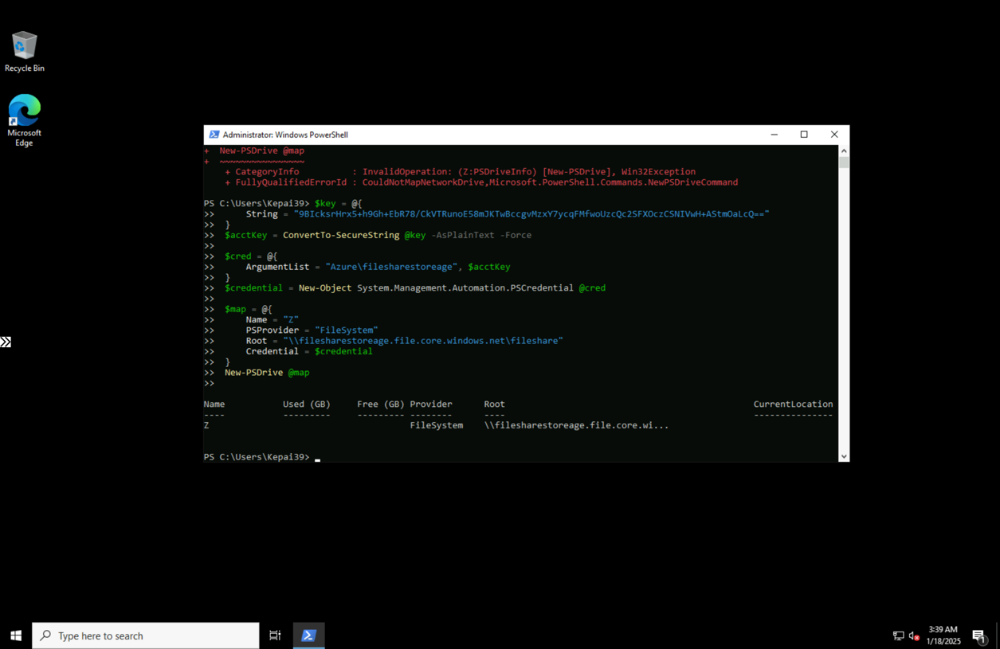 Recycle Bin
Microsoft
Edge
Administrator: Windows PowerShell
+  New-PSDrive @map
+  ~~~~~~~~~~~~~~~~
    + CategoryInfo          : InvalidOperation: (Z:PSDriveInfo) [New-PSDrive], Win32Exception
    + FullyQualifiedErrorId : CouldNotMapNetworkDrive,Microsoft.PowerShell.Commands.NewPSDriveCommand
PS C:\Users\Kepai39> $key = @{
>>      String = "9BIcksrHrx5+h9Gh+EbR78/CkVTRunoE58mJKTwBccgvMzxY7ycqFMfwoUzcQc2SFXOczCSNIVwH+AStmOaLcQ=="
>>  }
>>  $acctKey = ConvertTo-SecureString @key -AsPlainText -Force
>>
>>  $cred = @{
>>      ArgumentList = "Azure\filesharestoreage", $acctKey
>>  }
>>  $credential = New-Object System.Management.Automation.PSCredential @cred
>>
>>  $map = @{
>>      Name = "Z"
>>      PSProvider = "FileSystem"
>>      Root = "\\filesharestoreage.file.core.windows.net\fileshare"
>>      Credential = $credential
>>  }
>>  New-PSDrive @map
>>
Name           Used (GB)     Free (GB) Provider      Root                                               CurrentLocation
----           ---------     --------- --------      ----                                               ---------------
Z                                      FileSystem    \\filesharestoreage.file.core.wi...
PS C:\Users\Kepai39>
Type here to search
3:39 AM
1/18/2025
1